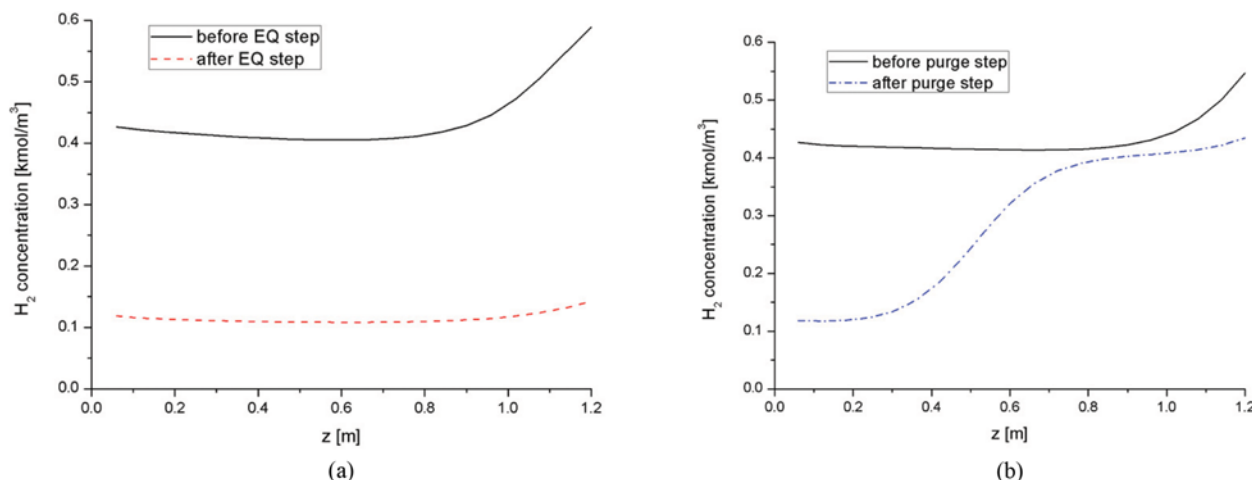 before EQ step
after EQ step
H₂ concentration [kmol/m³]
0.6
0.5
0.4
0.3
0.2
0.1
0.0
0.0 0.2 0.4 0.6 0.8 1.0 1.2
z [m]
(a)
before purge step
after purge step
H₂ concentration [kmol/m³]
0.6
0.5
0.4
0.3
0.2
0.1
0.0
0.0 0.2 0.4 0.6 0.8 1.0 1.2
z [m]
(b)